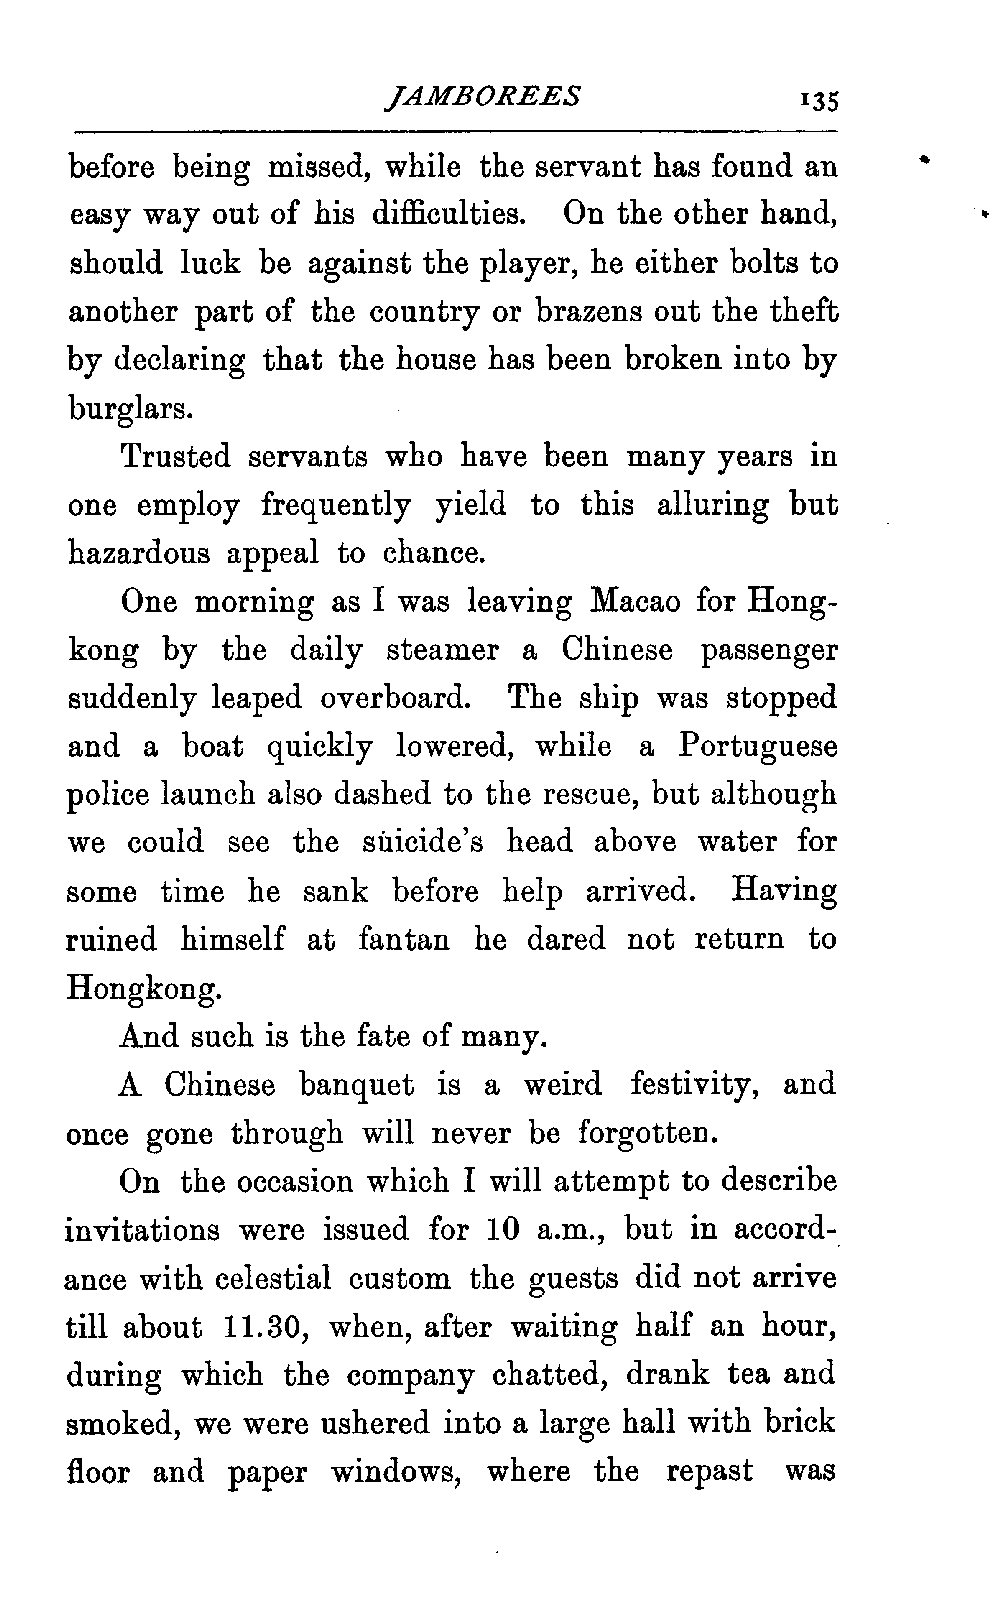 JAMBOREES 135
before being missed, while the servant has found an
easy way out of his difficulties. On the other hand,
should luck be against the player, he either bolts to
another part of the country or brazens out the theft
by declaring that the house has been broken into by
burglars.
Trusted servants who have been many years in
one employ frequently yield to this alluring but
hazardous appeal to chance.
One morning as I was leaving Macao for Hong-
kong by the daily steamer a Chinese passenger
suddenly leaped overboard. The ship was stopped
and a boat quickly lowered, while a Portuguese
police launch also dashed to the rescue, but although
we could see the suicide's head above water for
some time he sank before help arrived. Having
ruined himself at fantan he dared not return to
Hongkong.
And such is the fate of many.
A Chinese banquet is a weird festivity, and
once gone through will never be forgotten.
On the occasion which I will attempt to describe
invitations were issued for 10 a.m., but in accord-
ance with celestial custom the guests did not arrive
till about 11.30, when, after waiting half an hour,
during which the company chatted, drank tea and
smoked, we were ushered into a large hall with brick
floor and paper windows, where the repast was